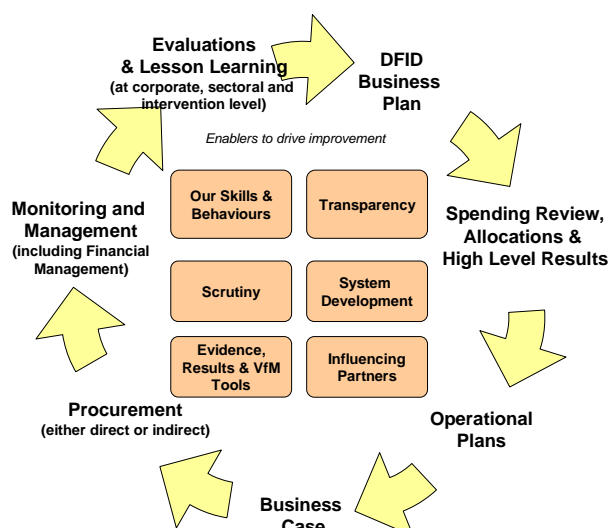 Evaluations
& Lesson Learning
(at corporate, sectoral and
intervention level)
DFID
Business
Plan
Enablers to drive improvement
Our Skills &
Behaviours
Transparency
Monitoring and
Management
(including Financial
Management)
Spending Review,
Allocations &
High Level Results
Scrutiny
System
Development
Evidence,
Results & VfM
Tools
Influencing
Partners
Procurement
(either direct or indirect)
Operational
Plans
Business
Case